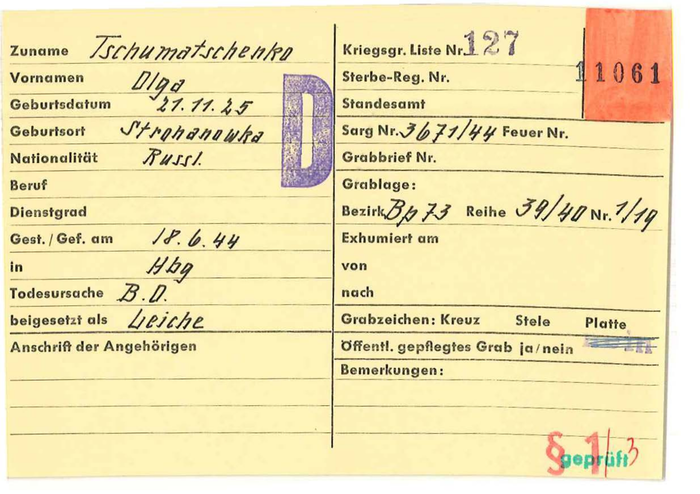 Zuname Tschumatschenko
Vornamen Olga
Geburtsdatum 21.11.25
Geburtsort Strohanowka
Nationalität Russl.
Beruf
Dienstgrad
Gest./Gef. am 18.6.44
in Hbg
Todesursache B.O.
beigesetzt als Leiche
Anschrift der Angehörigen
D
Kriegsgr. Liste Nr. 127
11061
Sterbe-Reg. Nr.
Standesamt
Sarg Nr. 3671/44 Feuer Nr.
Grabbrief Nr.
Grablage:
Bezirk Bp73 Reihe 39/40 Nr. 1/19
Exhumiert am
von
nach
Grabzeichen: Kreuz Stele Platte
Öffentl. gepflegtes Grab ja/nein
Bemerkungen:
§ 1/3
geprüft